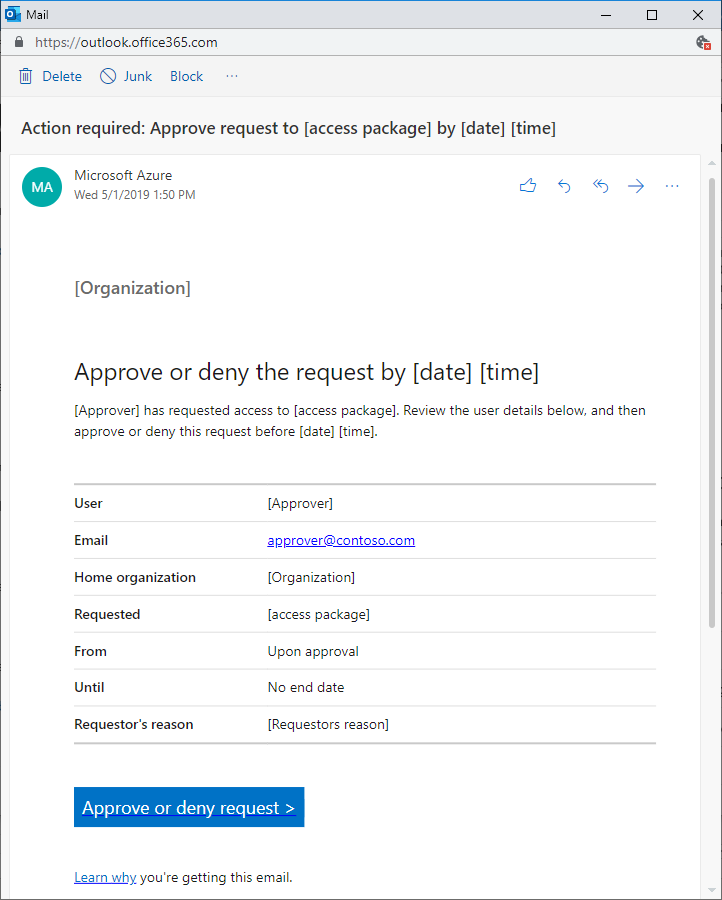 Mail
https://outlook.office365.com
Delete Junk Block ...
Action required: Approve request to [access package] by [date] [time]
MA
Microsoft Azure
Wed 5/1/2019 1:50 PM
[Organization]
Approve or deny the request by [date] [time]
[Approver] has requested access to [access package]. Review the user details below, and then
approve or deny this request before [date] [time].
User [Approver]
Email approver@contoso.com
Home organization [Organization]
Requested [access package]
From Upon approval
Until No end date
Requestor's reason [Requestors reason]
Approve or deny request >
Learn why you're getting this email.